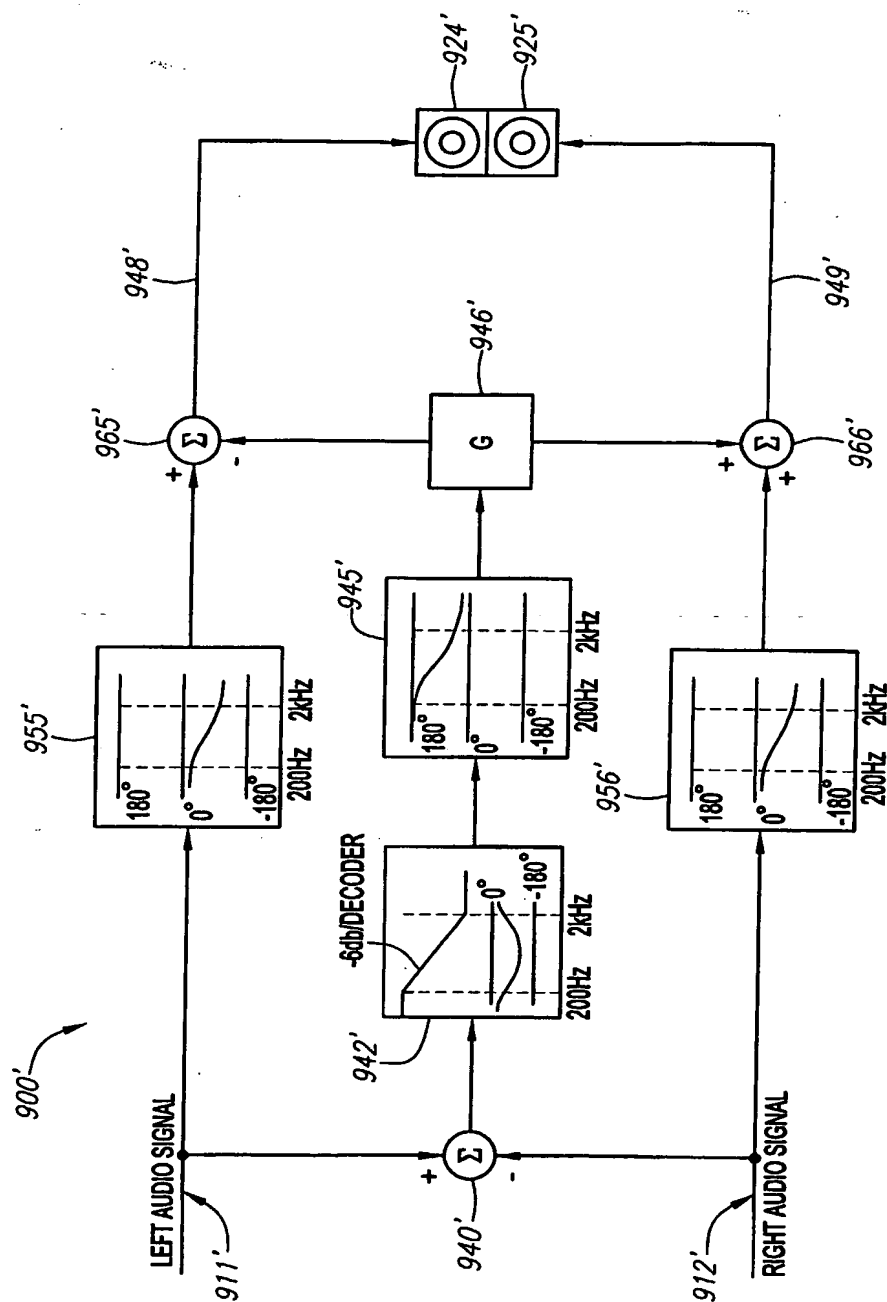 900'
LEFT AUDIO SIGNAL
911'
955'
180°
0°
-180°
200Hz
2kHz
965'
+
-
Σ
948'
924'
925'
940'
+
-
Σ
942'
-6db/DECODER
0°
-180°
200Hz
2kHz
945'
180°
0°
-180°
200Hz
2kHz
G
946'
RIGHT AUDIO SIGNAL
912'
956'
180°
0°
-180°
200Hz
2kHz
+
+
Σ
966'
949'